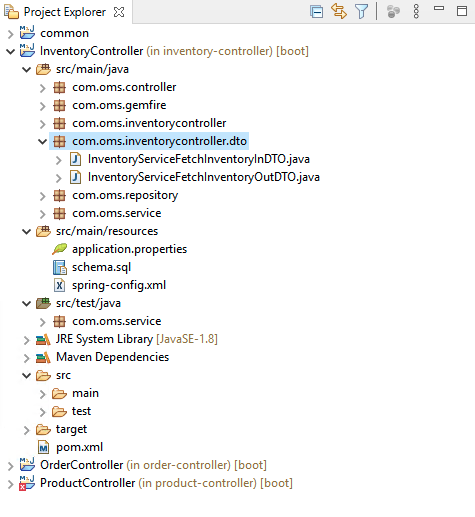 Project Explorer
common
InventoryController (in inventory-controller) [boot]
src/main/java
com.oms.controller
com.oms.gemfire
com.oms.inventorycontroller
com.oms.inventorycontroller.dto
InventoryServiceFetchInventoryInDTO.java
InventoryServiceFetchInventoryOutDTO.java
com.oms.repository
com.oms.service
src/main/resources
application.properties
schema.sql
spring-config.xml
src/test/java
com.oms.service
JRE System Library [JavaSE-1.8]
Maven Dependencies
src
main
test
target
pom.xml
OrderController (in order-controller) [boot]
ProductController (in product-controller) [boot]